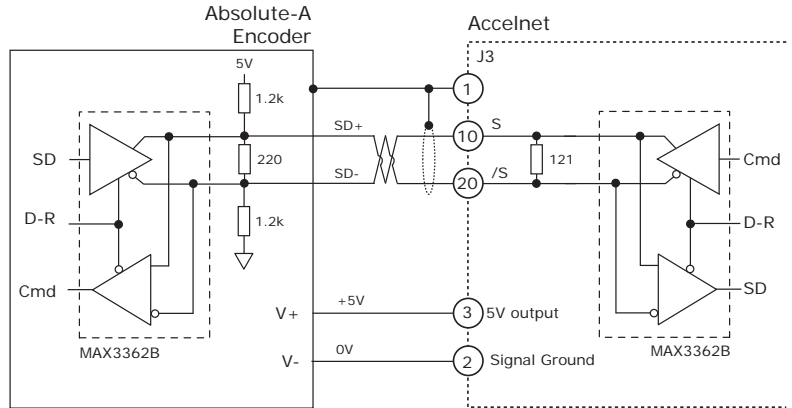 Absolute-A
Encoder
Accelnet
J3
5V
1.2k
1
SD+
10
S
SD
220
121
Cmd
SD-
20
/S
D-R
1.2k
D-R
Cmd
SD
V+
+5V
3
5V output
MAX3362B
MAX3362B
V-
0V
2
Signal Ground